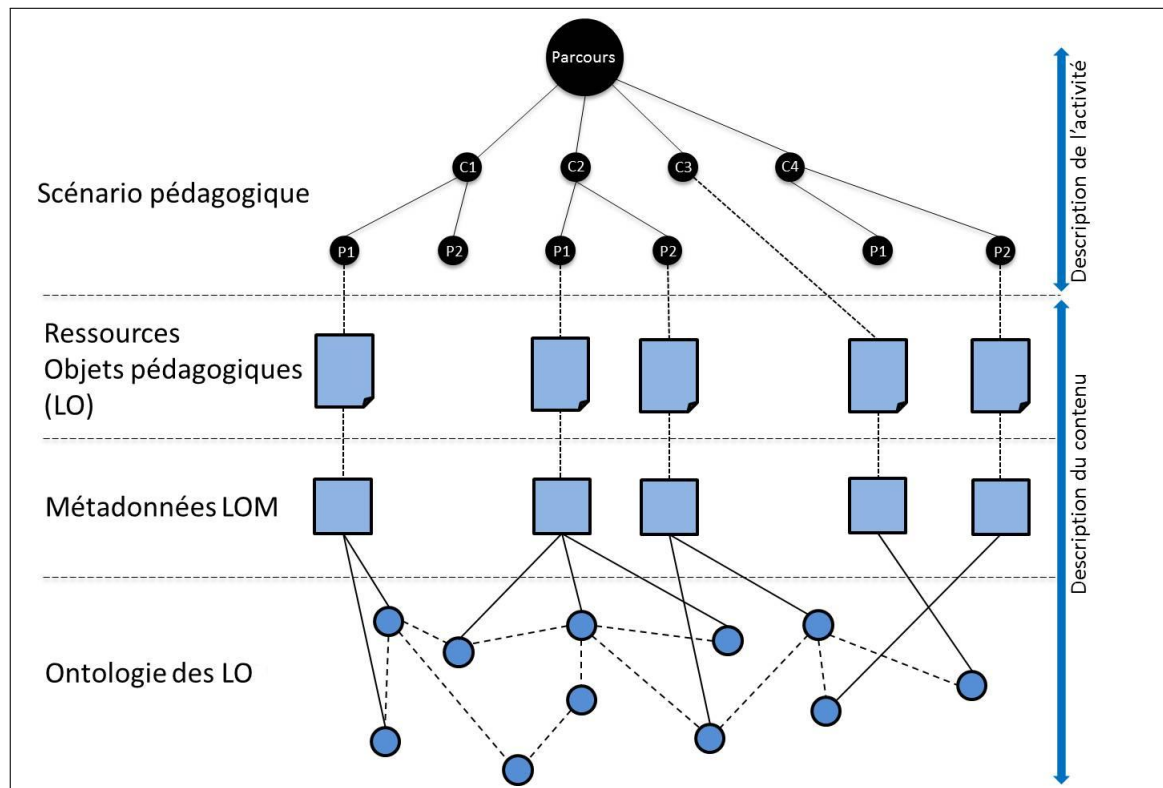 Parcours
C1
C2
C3
C4
Scénario pédagogique
P1
P2
P1
P2
P1
P2
Description de l'activité
Ressources
Objets pédagogiques
(LO)
Métadonnées LOM
Description du contenu
Ontologie des LO